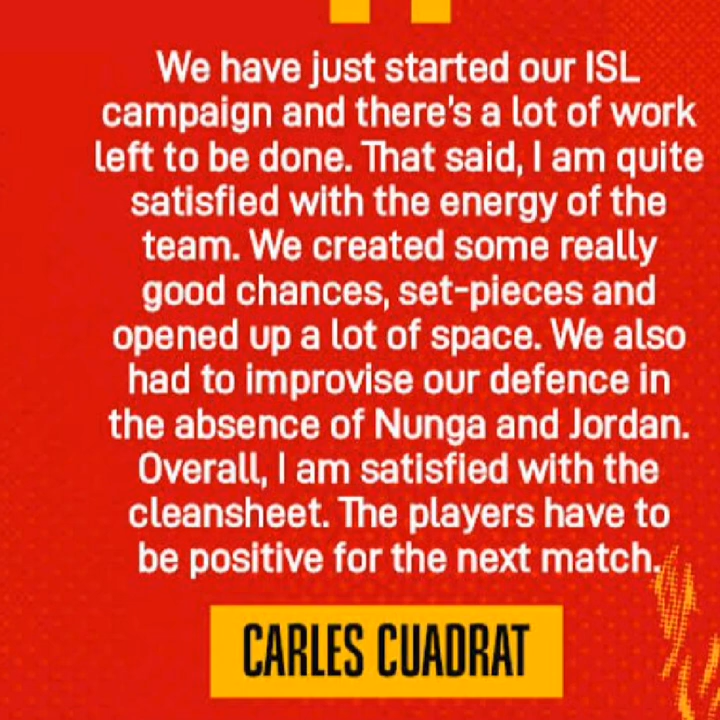 We have just started our ISL
campaign and there's a lot of work
left to be done. That said, I am quite
satisfied with the energy of the
team. We created some really
good chances, set-pieces and
opened up a lot of space. We also
had to improvise our defence in
the absence of Nunga and Jordan.
Overall, I am satisfied with the
cleansheet. The players have to
be positive for the next match.
CARLES CUADRAT